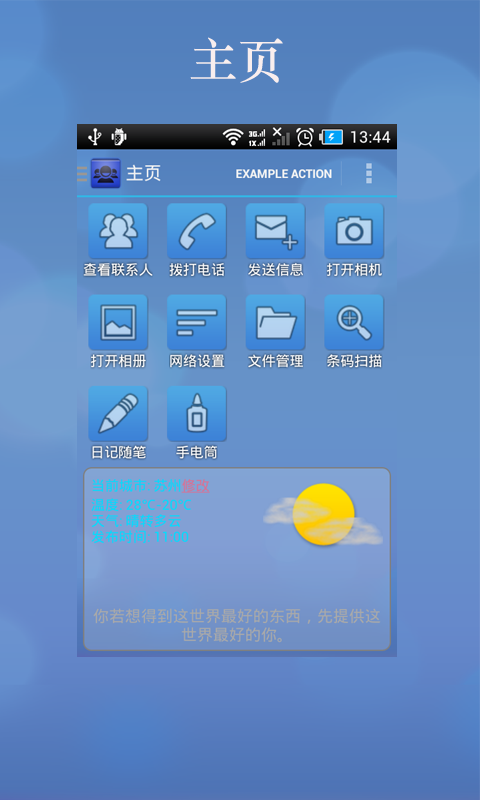 主页
3G 1X 13:44
主页 EXAMPLE ACTION
查看联系人 拨打电话 发送信息 打开相机
打开相册 网络设置 文件管理 条码扫描
日记随笔 手电筒
当前城市: 苏州修改
温度: 28℃~20℃
天气: 晴转多云
发布时间: 11:00
你若想得到这世界最好的东西，先提供这
世界最好的你。